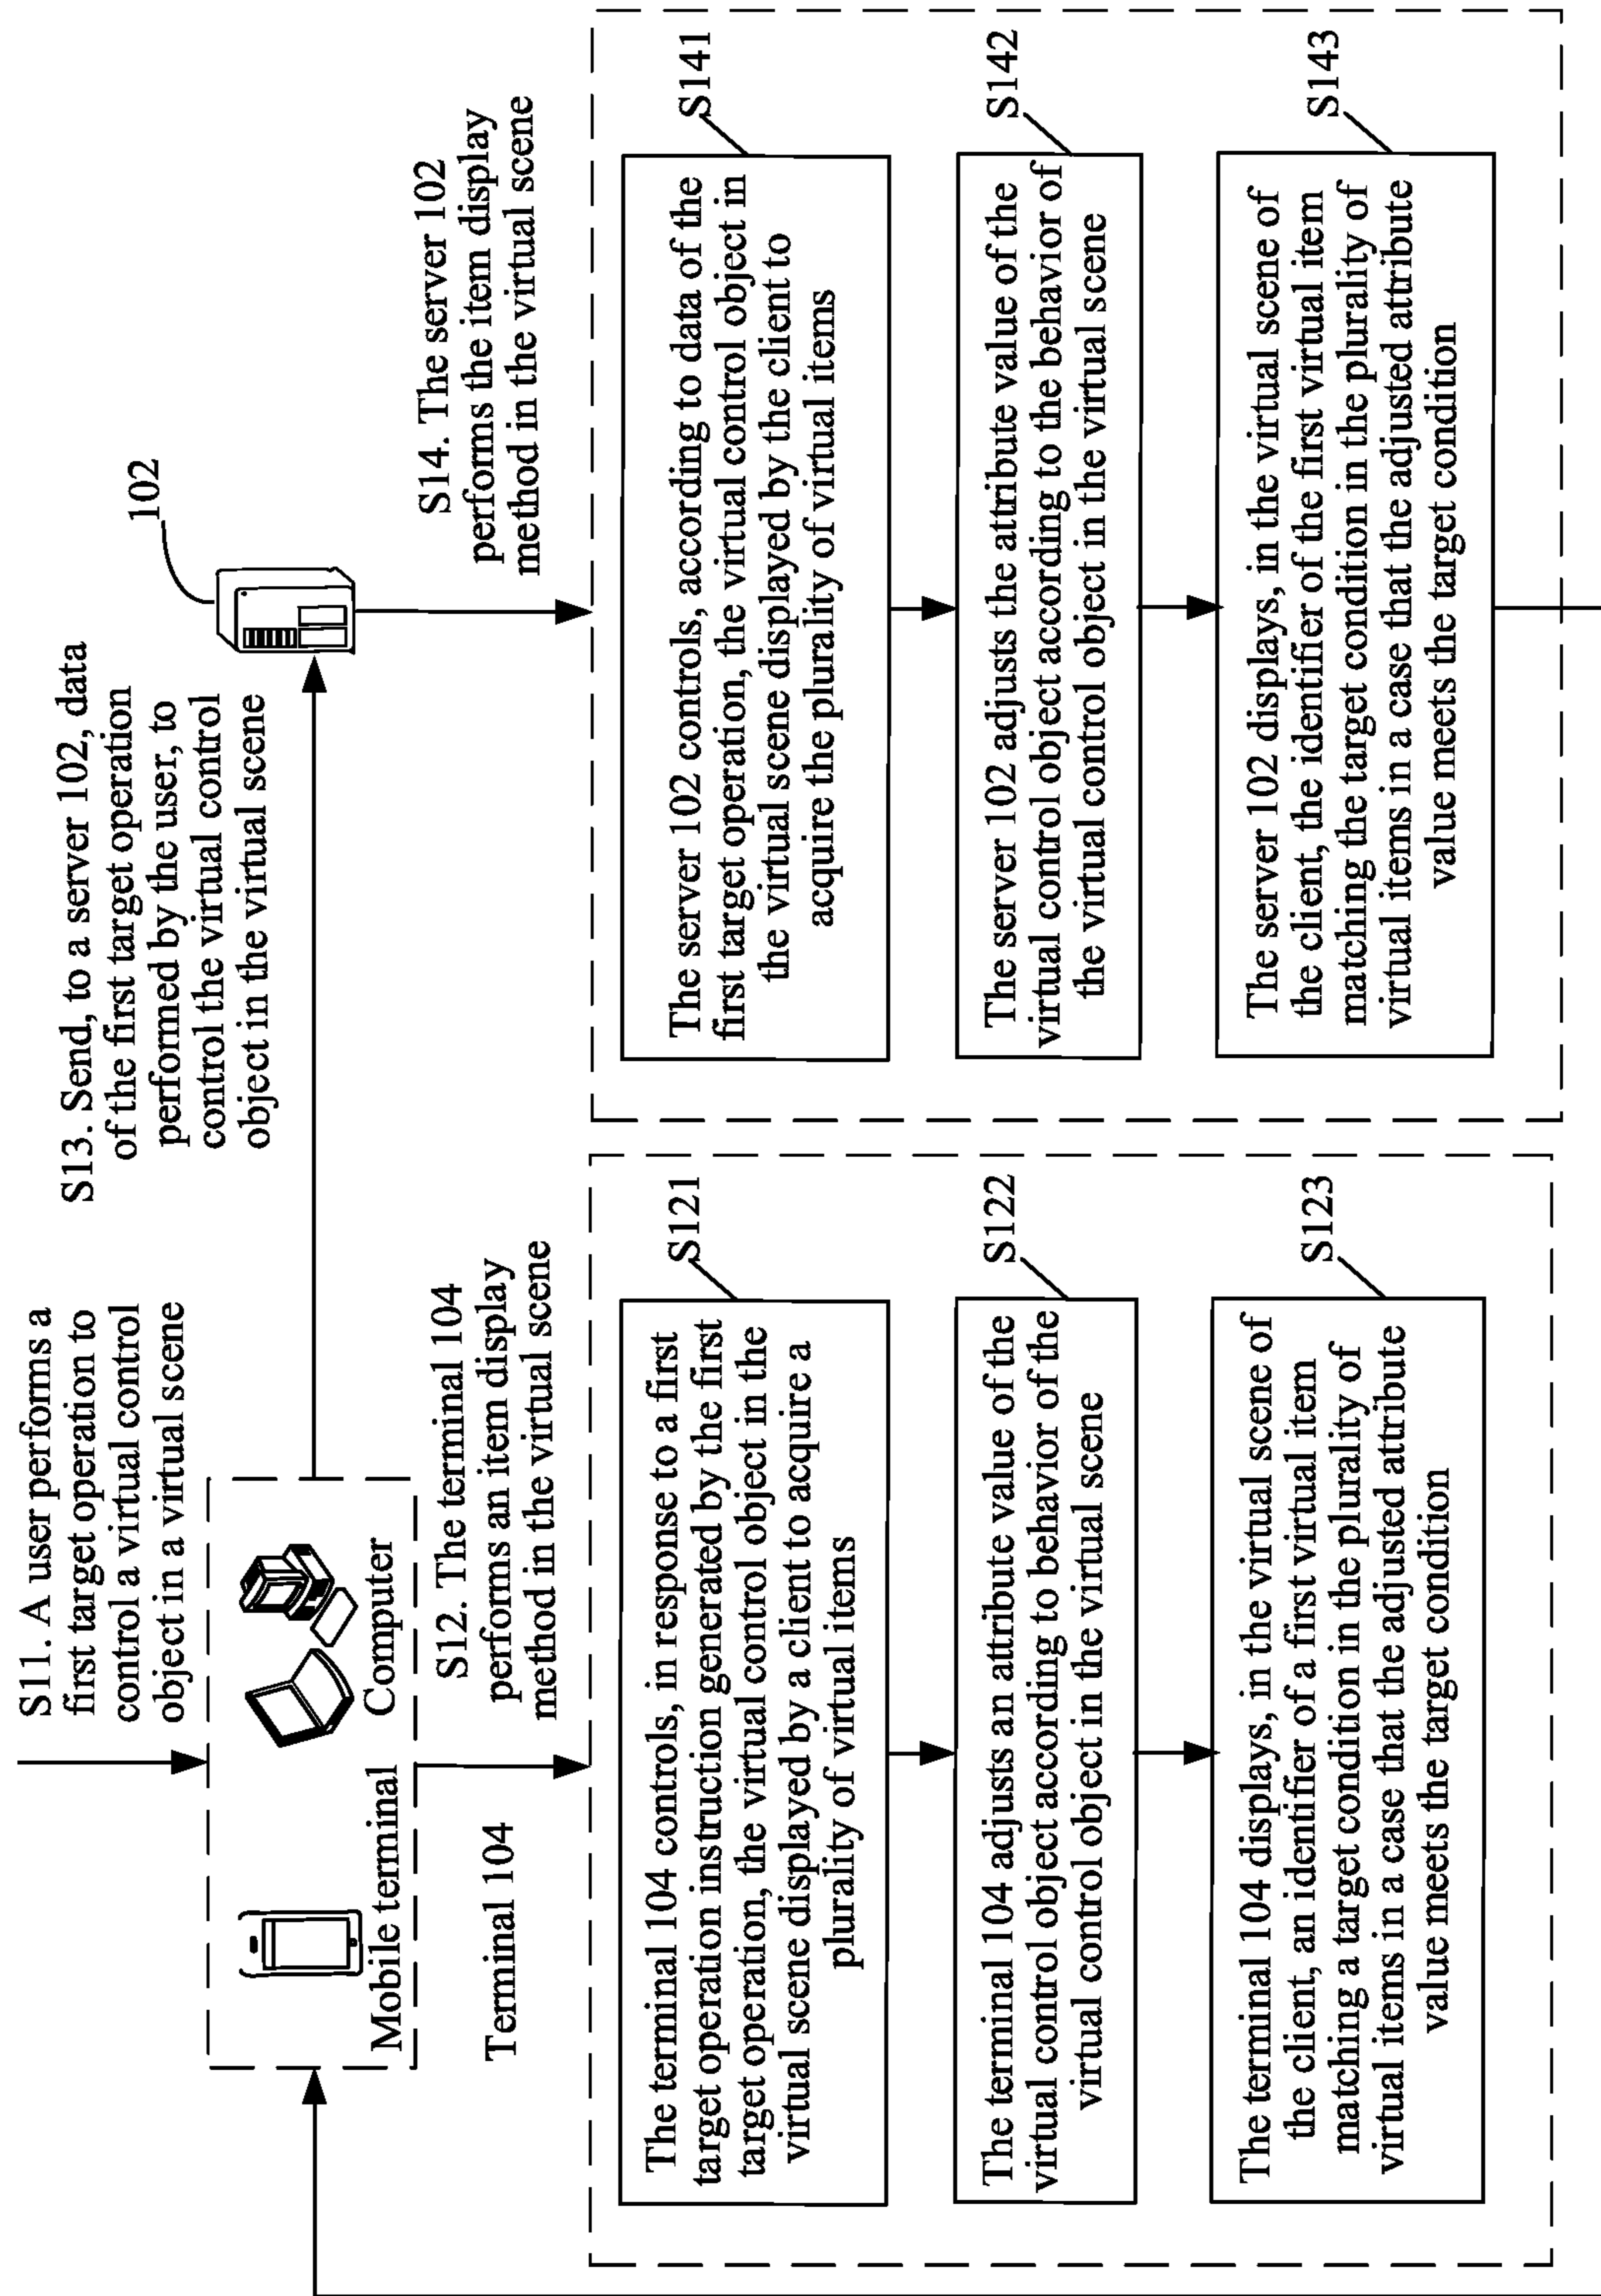 S11. A user performs a
first target operation to
control a virtual control
object in a virtual scene
Mobile terminal
Computer
Terminal 104
S12. The terminal 104
performs an item display
method in the virtual scene
S13. Send, to a server 102, data
of the first target operation
performed by the user, to
control the virtual control
object in the virtual scene
102
S14. The server 102
performs the item display
method in the virtual scene
S121
The terminal 104 controls, in response to a first
target operation instruction generated by the first
target operation, the virtual control object in the
virtual scene displayed by a client to acquire a
plurality of virtual items
S122
The terminal 104 adjusts an attribute value of the
virtual control object according to behavior of the
virtual control object in the virtual scene
S123
The terminal 104 displays, in the virtual scene of
the client, an identifier of a first virtual item
matching a target condition in the plurality of
virtual items in a case that the adjusted attribute
value meets the target condition
S141
The server 102 controls, according to data of the
first target operation, the virtual control object in
the virtual scene displayed by the client to
acquire the plurality of virtual items
S142
The server 102 adjusts the attribute value of the
virtual control object according to the behavior of
the virtual control object in the virtual scene
S143
The server 102 displays, in the virtual scene of
the client, the identifier of the first virtual item
matching the target condition in the plurality of
virtual items in a case that the adjusted attribute
value meets the target condition